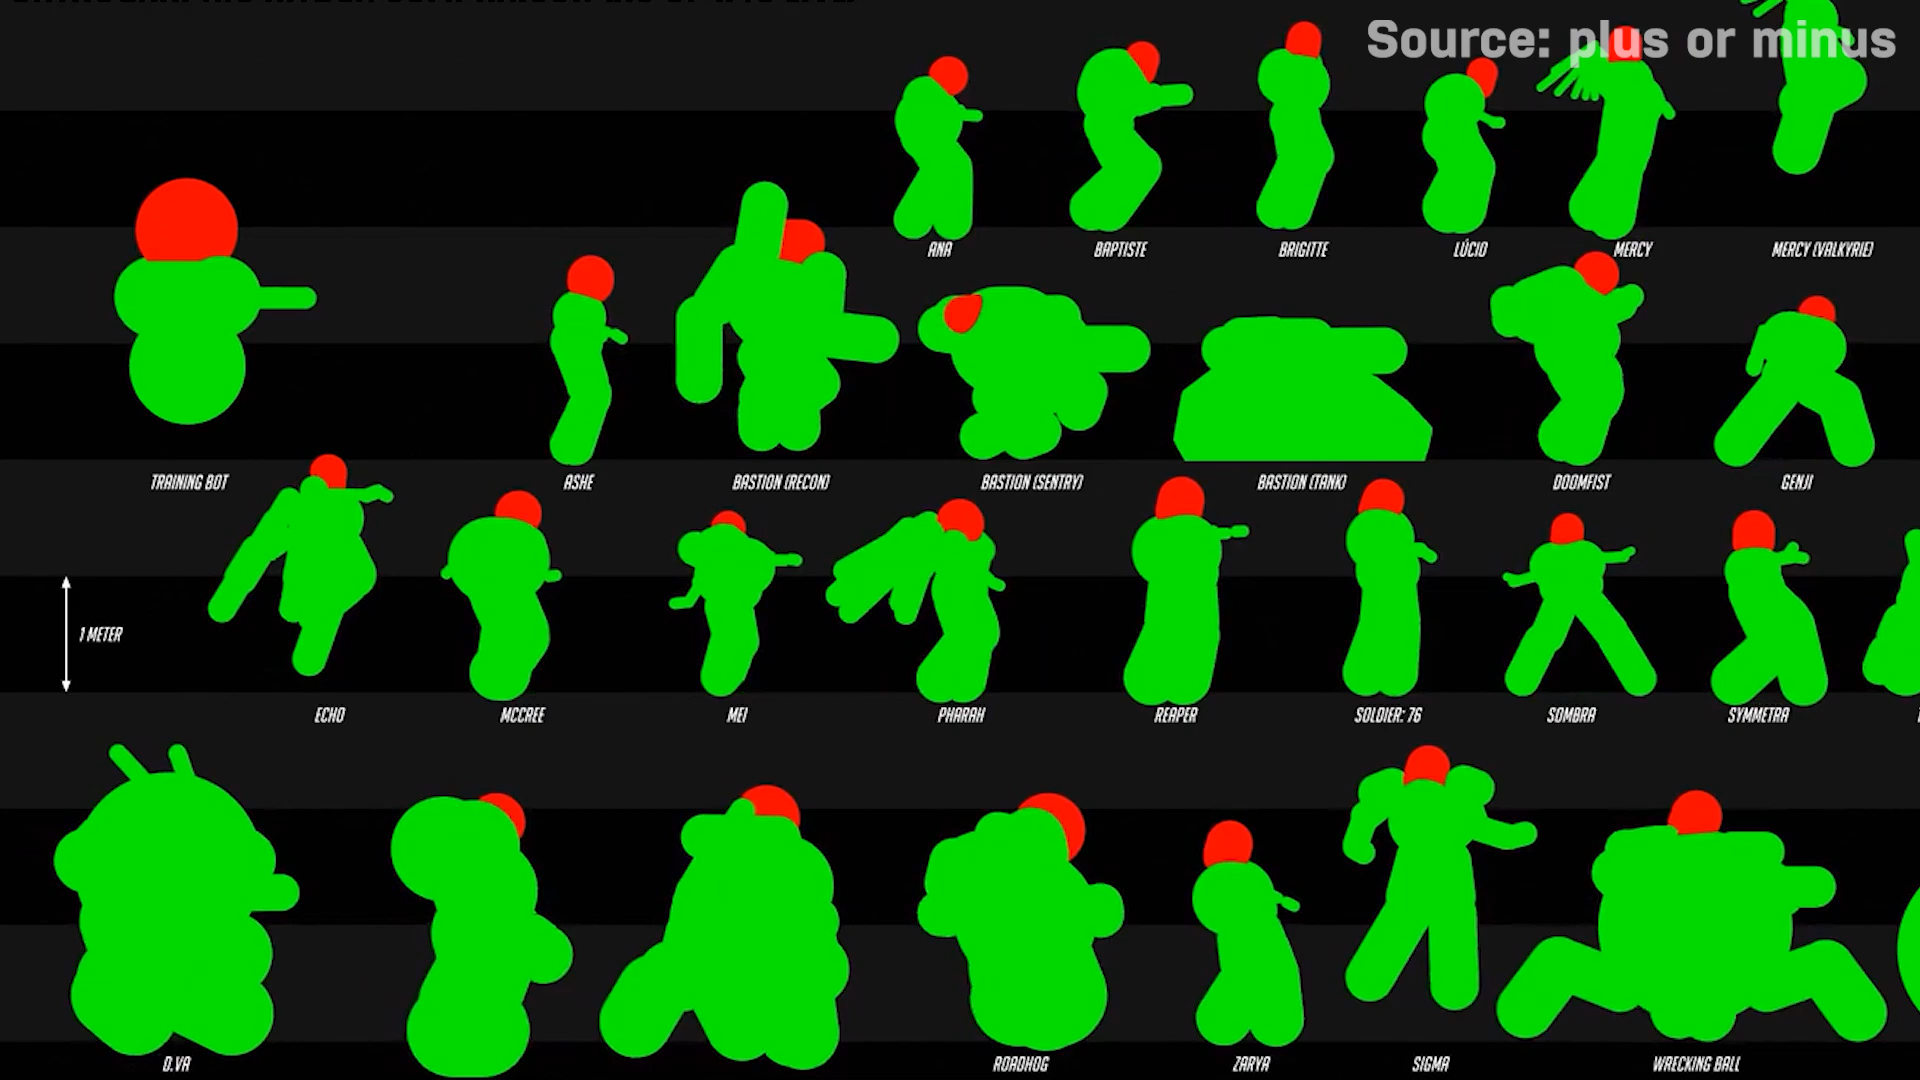 Source: plus or minus
ANA BAPTISTE BRIGITTE LÚCIO MERCY MERCY (VALKYRIE)
TRAINING BOT ASHE BASTION (RECON) BASTION (SENTRY) BASTION (TANK) DOOMFIST GENJI
1 METER
ECHO MCCREE MEI PHARAH REAPER SOLDIER: 76 SOMBRA SYMMETRA
D.VA ROADHOG ZARYA SIGMA WRECKING BALL